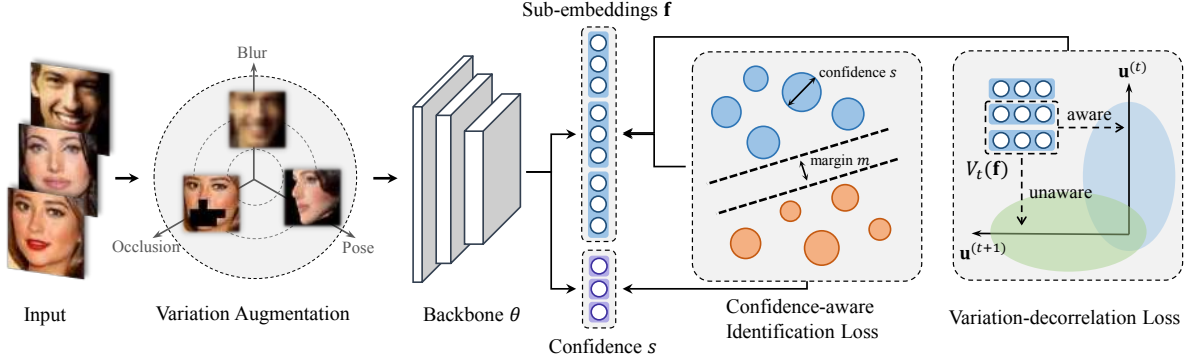 Sub-embeddings f
Blur
Occlusion
Pose
confidence s
margin m
u(t)
aware
Vt(f)
unaware
u(t+1)
Input
Variation Augmentation
Backbone θ
Confidence s
Confidence-aware
Identification Loss
Variation-decorrelation Loss